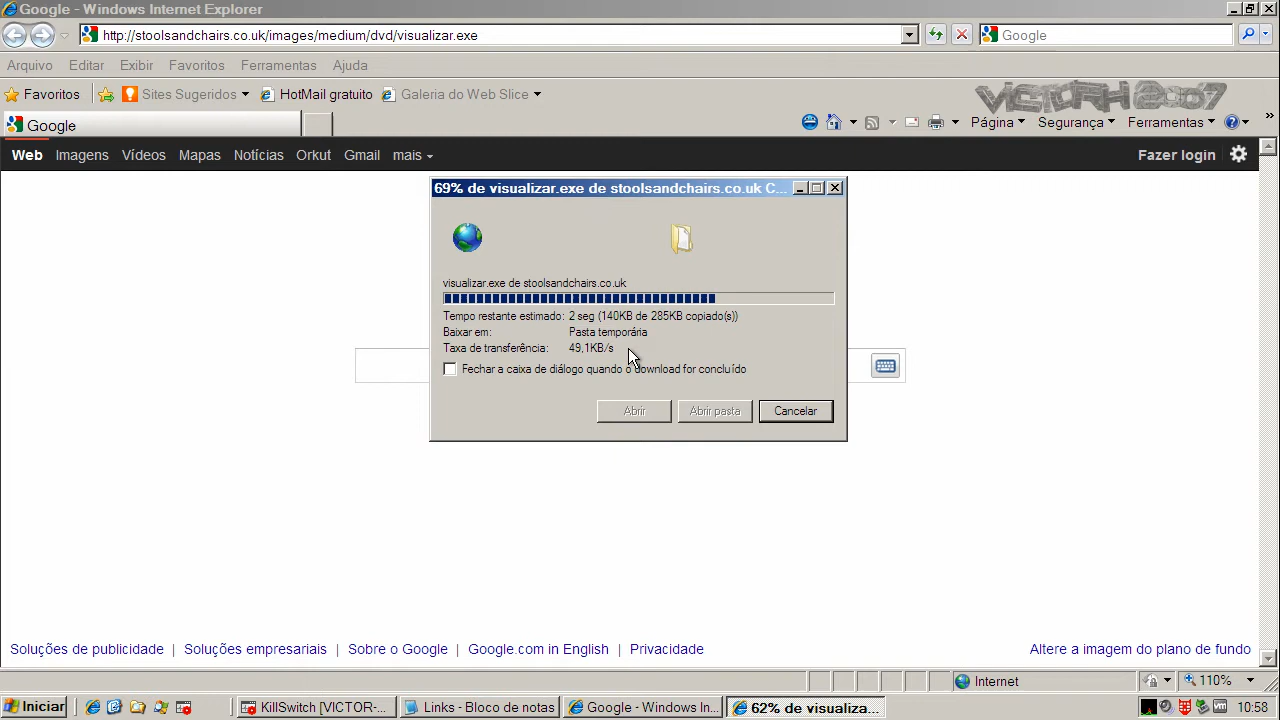 Google - Windows Internet Explorer
http://stoolsandchairs.co.uk/images/medium/dvd/visualizar.exe
Google
Arquivo Editar Exibir Favoritos Ferramentas Ajuda
Favoritos Sites Sugeridos HotMail gratuito Galeria do Web Slice
VICTORH 2007
Google
Página Segurança Ferramentas
Web Imagens Vídeos Mapas Notícias Orkut Gmail mais Fazer login
69% de visualizar.exe de stoolsandchairs.co.uk C...
visualizar.exe de stoolsandchairs.co.uk
Tempo restante estimado: 2 seg (140KB de 285KB copiado(s))
Baixar em: Pasta temporária
Taxa de transferência: 49,1KB/s
Fechar a caixa de diálogo quando o download for concluído
Abrir Abrir pasta Cancelar
Soluções de publicidade | Soluções empresariais | Sobre o Google | Google.com in English | Privacidade
Altere a imagem do plano de fundo
Internet 110%
Iniciar KillSwitch [VICTOR-... Links - Bloco de notas Google - Windows In... 62% de visualiza... 10:58